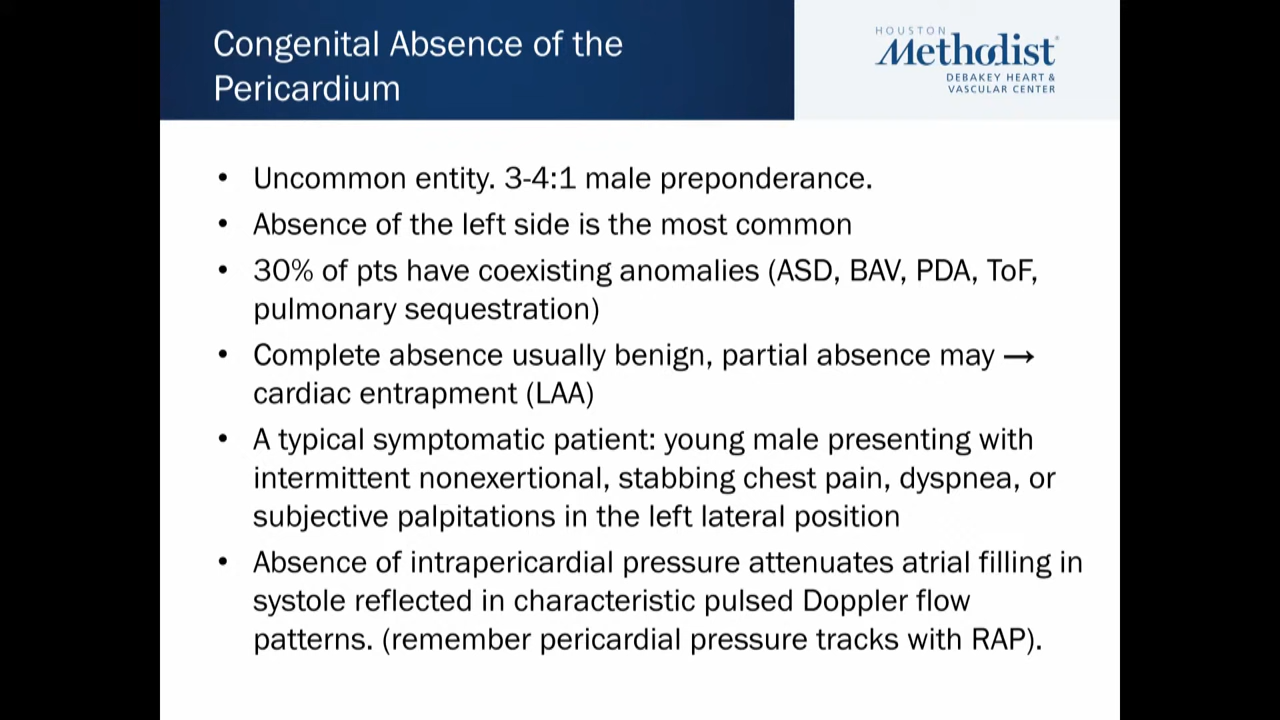 Congenital Absence of the
Pericardium
HOUSTON
Methodist®
DEBAKEY HEART &
VASCULAR CENTER
• Uncommon entity. 3-4:1 male preponderance.
• Absence of the left side is the most common
• 30% of pts have coexisting anomalies (ASD, BAV, PDA, ToF,
pulmonary sequestration)
• Complete absence usually benign, partial absence may →
cardiac entrapment (LAA)
• A typical symptomatic patient: young male presenting with
intermittent nonexertional, stabbing chest pain, dyspnea, or
subjective palpitations in the left lateral position
• Absence of intrapericardial pressure attenuates atrial filling in
systole reflected in characteristic pulsed Doppler flow
patterns. (remember pericardial pressure tracks with RAP).